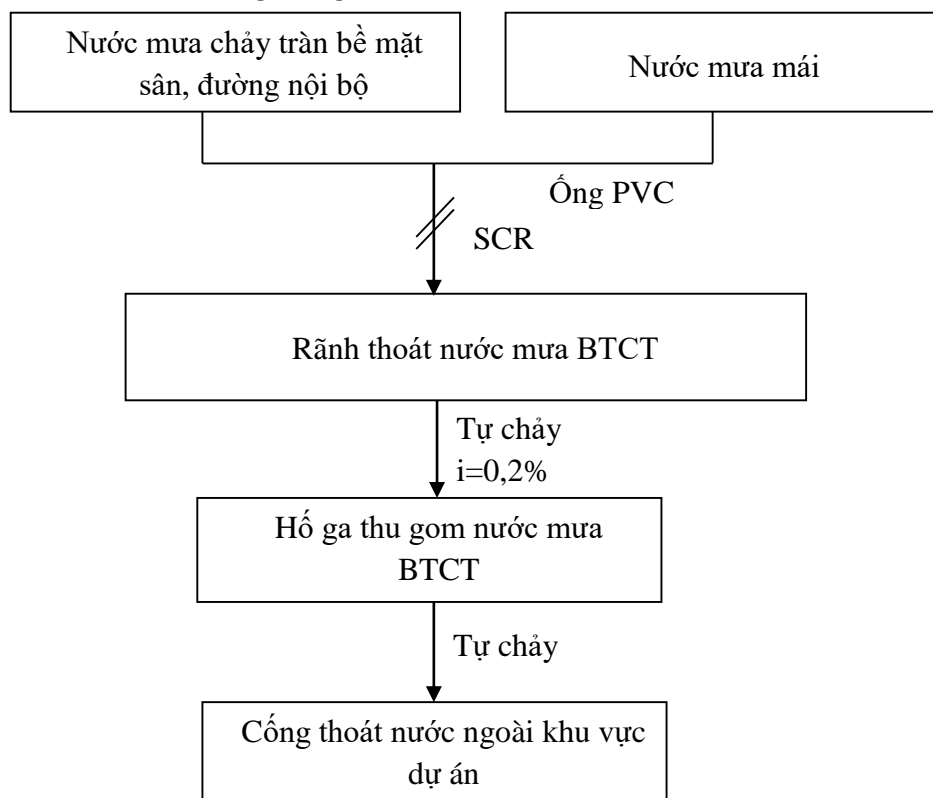 Nước mưa chảy tràn bề mặt
sân, đường nội bộ
Nước mưa mái
Ống PVC
SCR
Rãnh thoát nước mưa BTCT
Tự chảy
i=0,2%
Hố ga thu gom nước mưa
BTCT
Tự chảy
Cống thoát nước ngoài khu vực
dự án